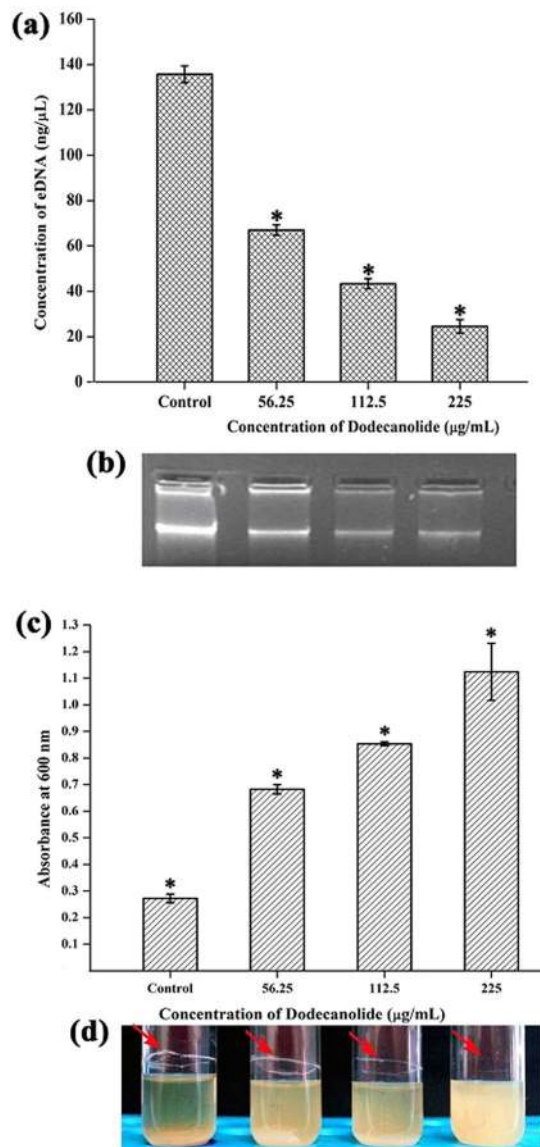 (a)
160
140
120
100
80
60
40
20
0
Concentration of eDNA (ng/µL)
*
*
*
Control 56.25 112.5 225
Concentration of Dodecanolide (µg/mL)
(b)
(c)
1.3
1.2
1.1
1.0
0.9
0.8
0.7
0.6
0.5
0.4
0.3
0.2
0.1
Absorbance at 600 nm
*
*
*
*
Control 56.25 112.5 225
Concentration of Dodecanolide (µg/mL)
(d)